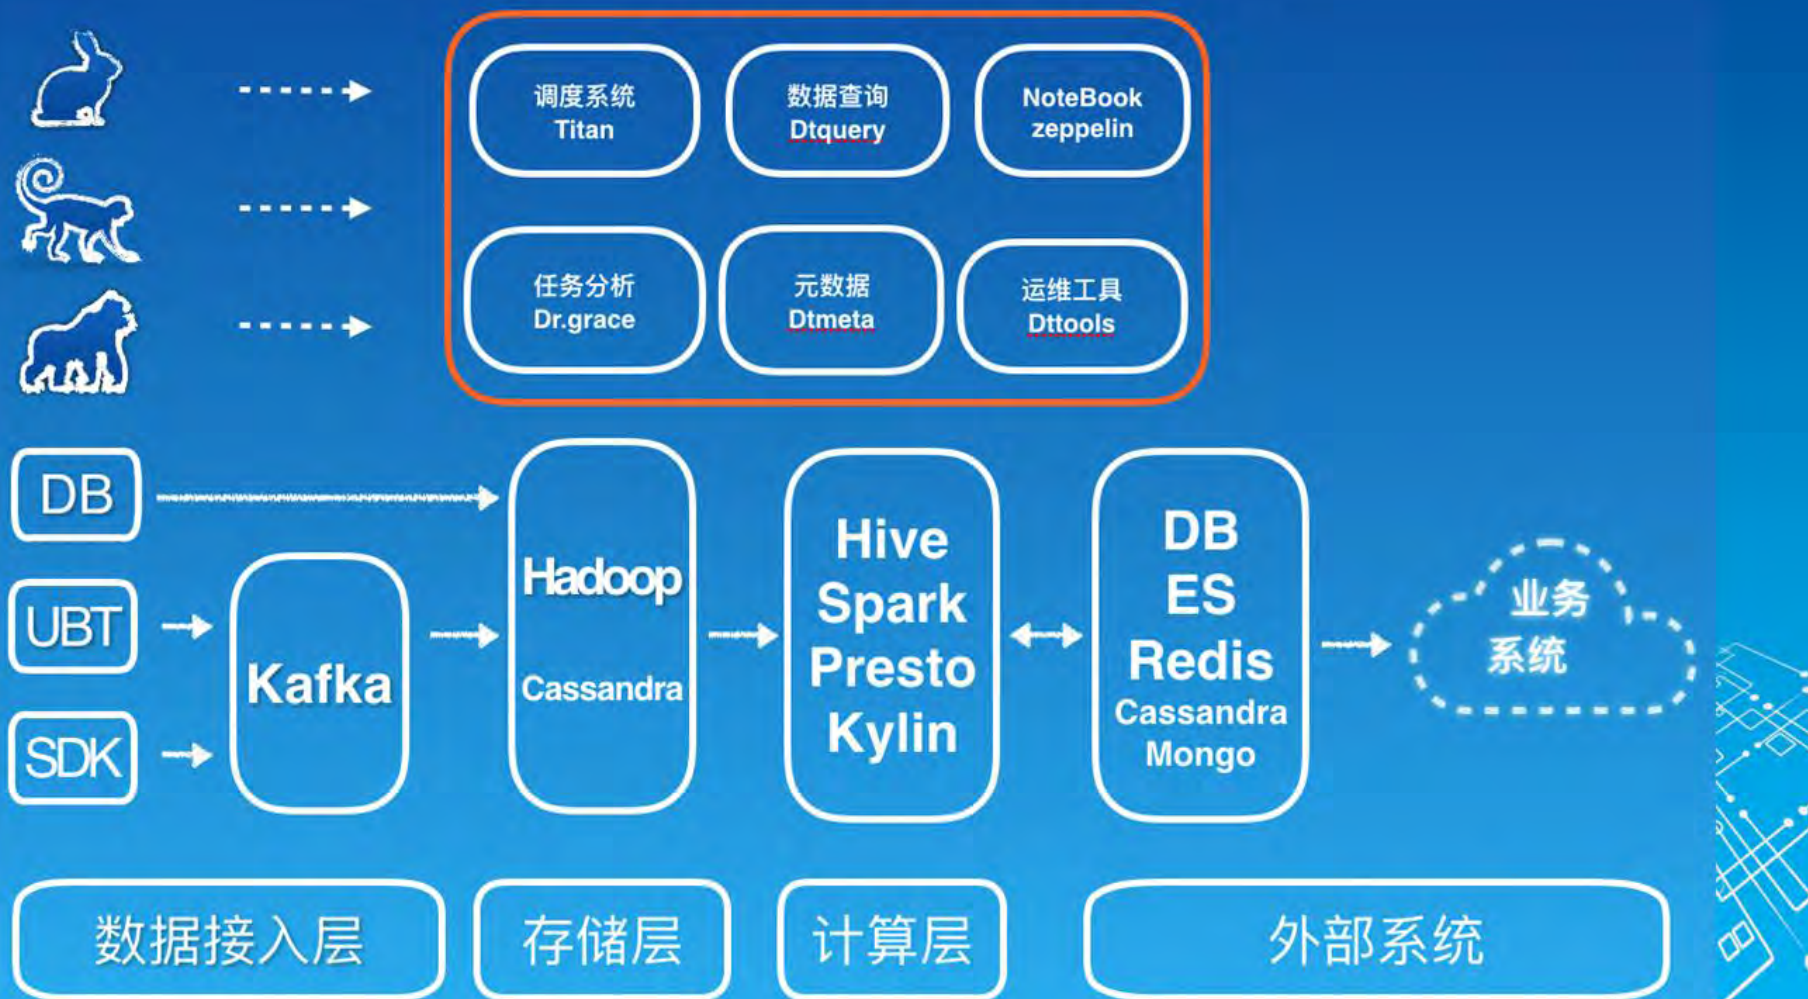 调度系统
Titan
数据查询
Dtquery
NoteBook
zeppelin
任务分析
Dr.grace
元数据
Dtmeta
运维工具
Dttools
DB
UBT
SDK
Kafka
Hadoop
Cassandra
Hive
Spark
Presto
Kylin
DB
ES
Redis
Cassandra
Mongo
业务
系统
数据接入层
存储层
计算层
外部系统